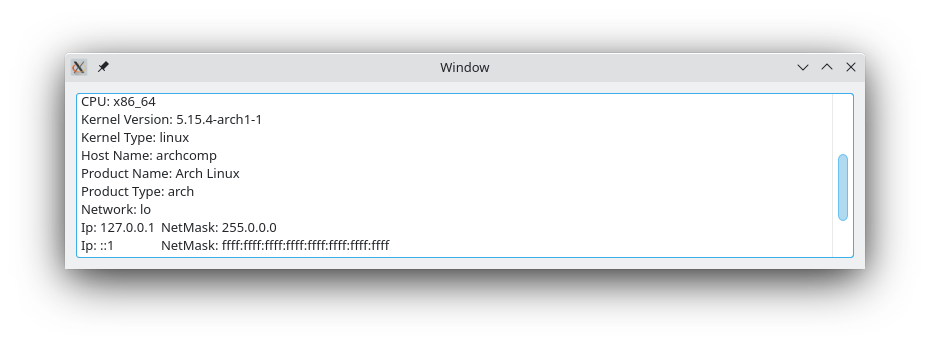 Window
CPU: x86_64
Kernel Version: 5.15.4-arch1-1
Kernel Type: linux
Host Name: archcomp
Product Name: Arch Linux
Product Type: arch
Network: lo
Ip: 127.0.0.1 NetMask: 255.0.0.0
Ip: ::1 NetMask: ffff:ffff:ffff:ffff:ffff:ffff:ffff:ffff